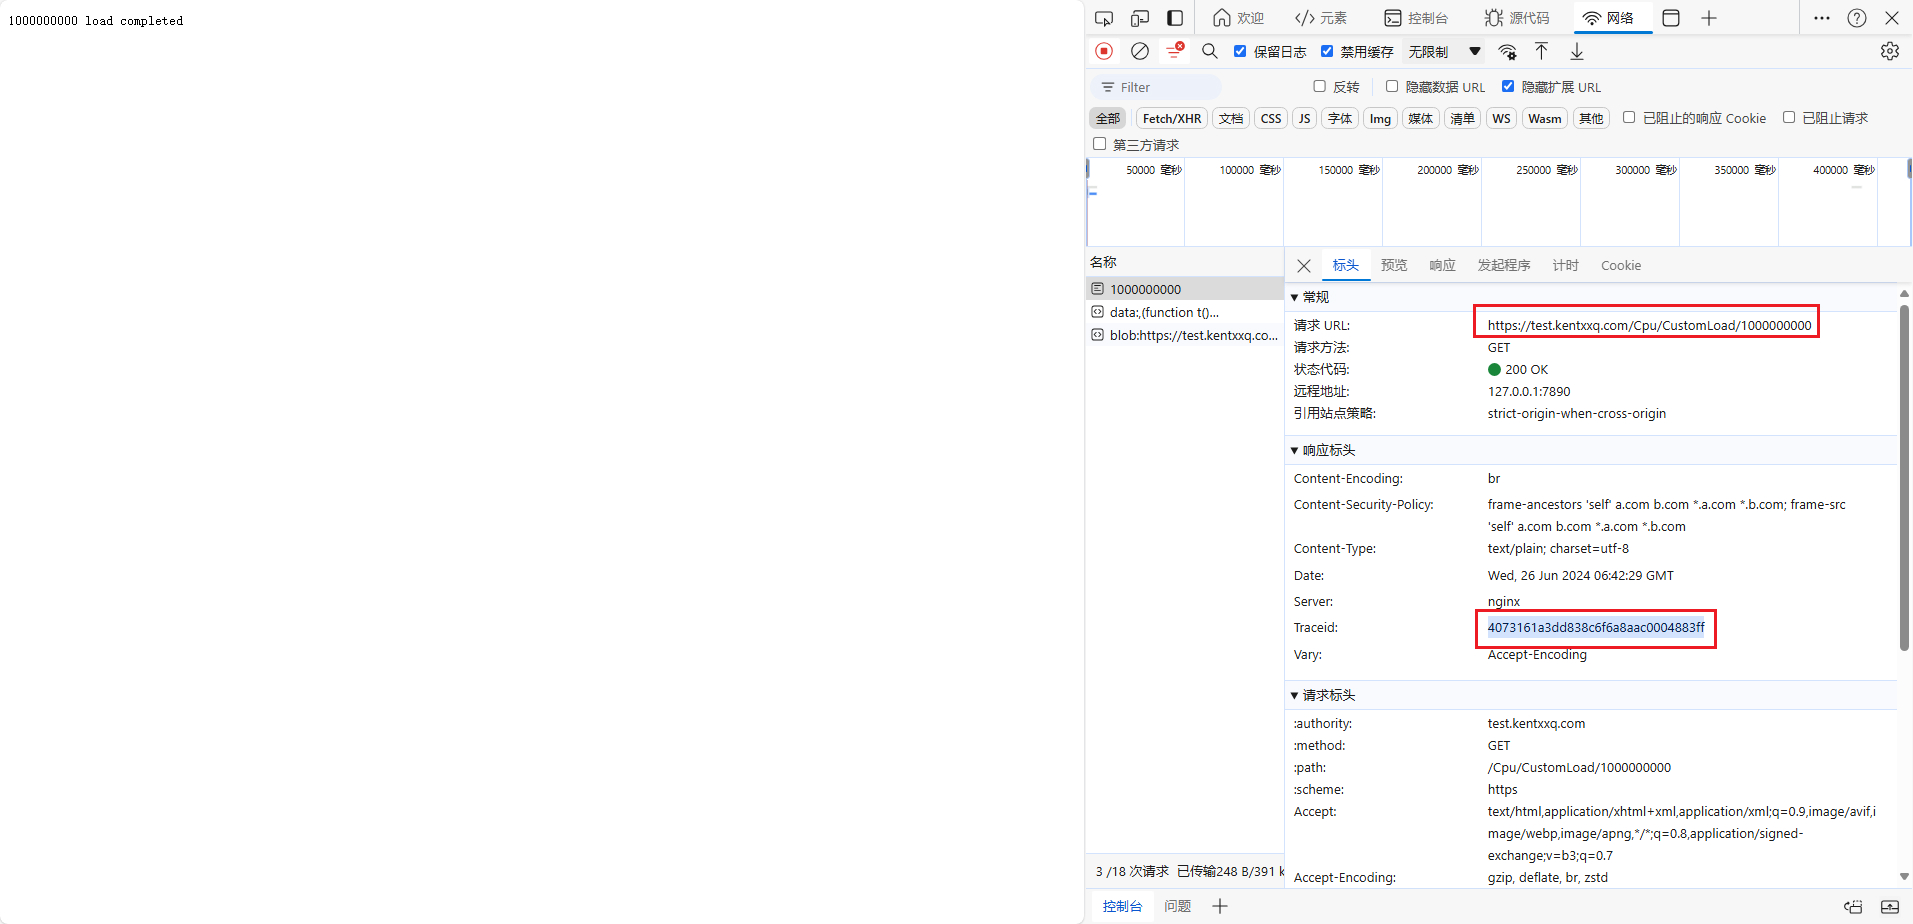 1000000000 load completed
欢迎
元素
控制台
源代码
网络
保留日志
禁用缓存
无限制
Filter
反转
隐藏数据 URL
隐藏扩展 URL
全部
Fetch/XHR
文档
CSS
JS
字体
Img
媒体
清单
WS
Wasm
其他
已阻止的响应 Cookie
已阻止请求
第三方请求
50000 毫秒
100000 毫秒
150000 毫秒
200000 毫秒
250000 毫秒
300000 毫秒
350000 毫秒
400000 毫秒
名称
1000000000
data:,(function t()...
blob:https://test.kentxxq.co...
3 /18 次请求 已传输248 B/391 k
标头
预览
响应
发起程序
计时
Cookie
常规
请求 URL: https://test.kentxxq.com/Cpu/CustomLoad/1000000000
请求方法: GET
状态代码: 200 OK
远程地址: 127.0.0.1:7890
引用站点策略: strict-origin-when-cross-origin
响应标头
Content-Encoding: br
Content-Security-Policy: frame-ancestors 'self' a.com b.com *.a.com *.b.com; frame-src
'self' a.com b.com *.a.com *.b.com
Content-Type: text/plain; charset=utf-8
Date: Wed, 26 Jun 2024 06:42:29 GMT
Server: nginx
Traceid: 4073161a3dd838c6f6a8aac0004883ff
Vary: Accept-Encoding
请求标头
:authority: test.kentxxq.com
:method: GET
:path: /Cpu/CustomLoad/1000000000
:scheme: https
Accept: text/html,application/xhtml+xml,application/xml;q=0.9,image/avif,i
mage/webp,image/apng,*/*;q=0.8,application/signed-
exchange;v=b3;q=0.7
Accept-Encoding: gzip, deflate, br, zstd
控制台
问题